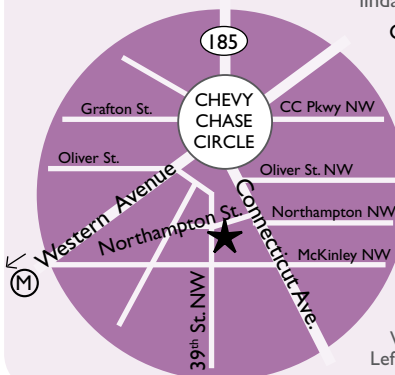 linda
185
CHEVY
CHASE
CIRCLE
Grafton St.
CC Pkwy NW
Oliver St.
Oliver St. NW
Western Avenue
Connecticut Ave.
Northampton St.
Northampton NW
McKinley NW
M
39th St. NW
Left